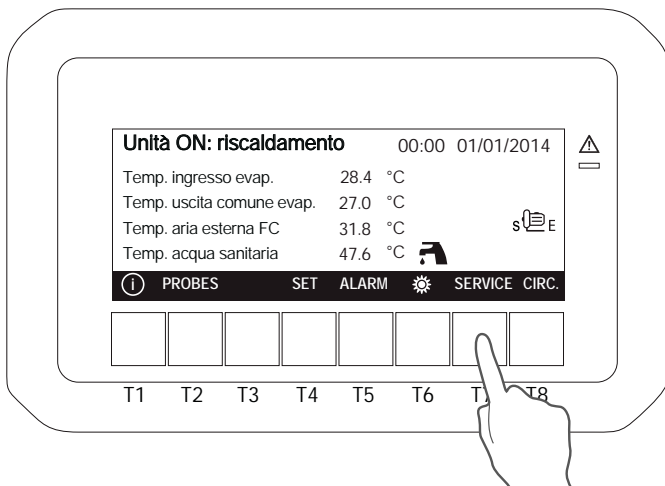 Unità ON: riscaldamento 00:00 01/01/2014
Temp. ingresso evap. 28.4 °C
Temp. uscita comune evap. 27.0 °C
Temp. aria esterna FC 31.8 °C
S E
Temp. acqua sanitaria 47.6 °C
i PROBES SET ALARM SERVICE CIRC.
T1 T2 T3 T4 T5 T6 T7 T8